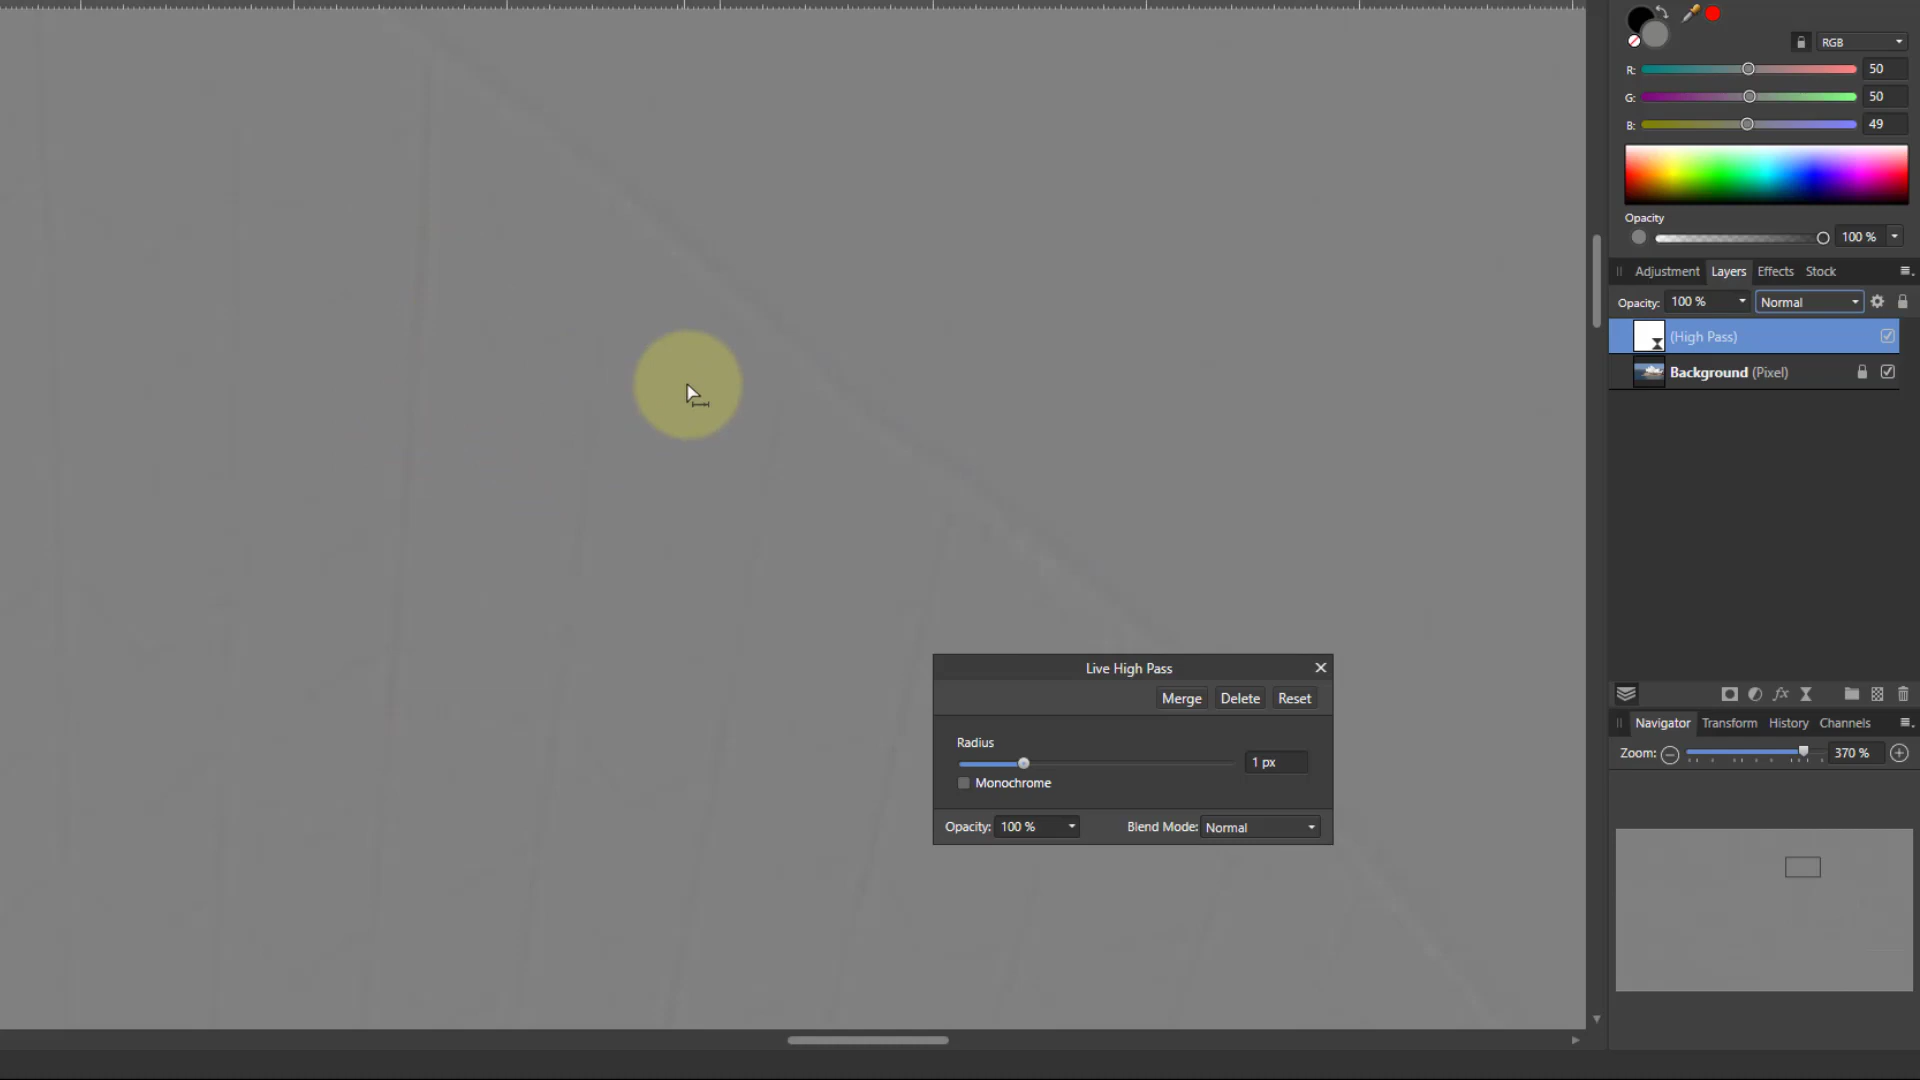 RGB
R: 50
G: 50
B: 49
Opacity
100 %
Adjustment Layers Effects Stock
Opacity: 100 % Normal
(High Pass)
Background (Pixel)
Live High Pass
Merge Delete Reset
Radius
1 px
Monochrome
Opacity: 100 % Blend Mode: Normal
fx
Navigator Transform History Channels
Zoom: 370 %